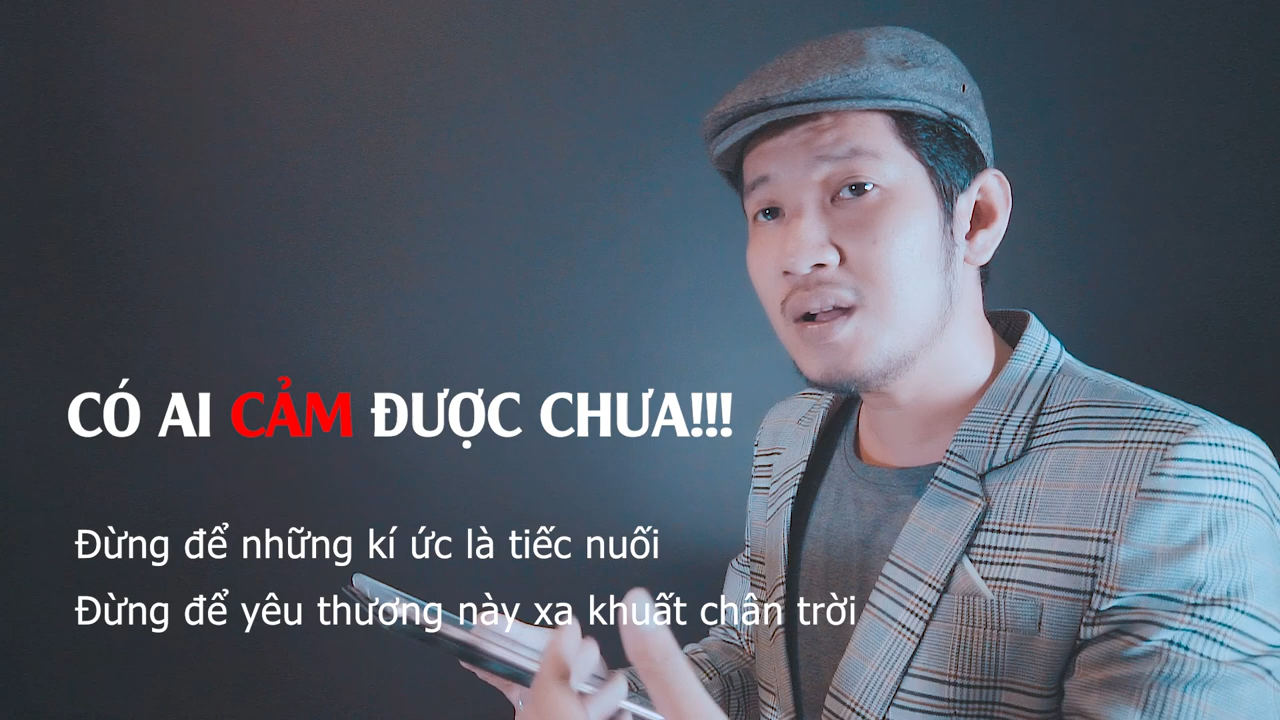 CÓ AI CẢM ĐƯỢC CHƯA!!!
Đừng để những kí ức là tiếc nuối
Đừng để yêu thương này xa khuất chân trời